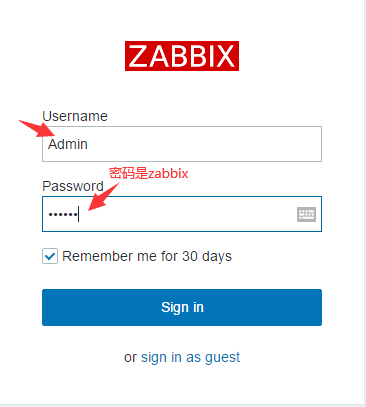 ZABBIX
Username
Admin
密码是zabbix
Password
••••••
Remember me for 30 days
Sign in
or sign in as guest